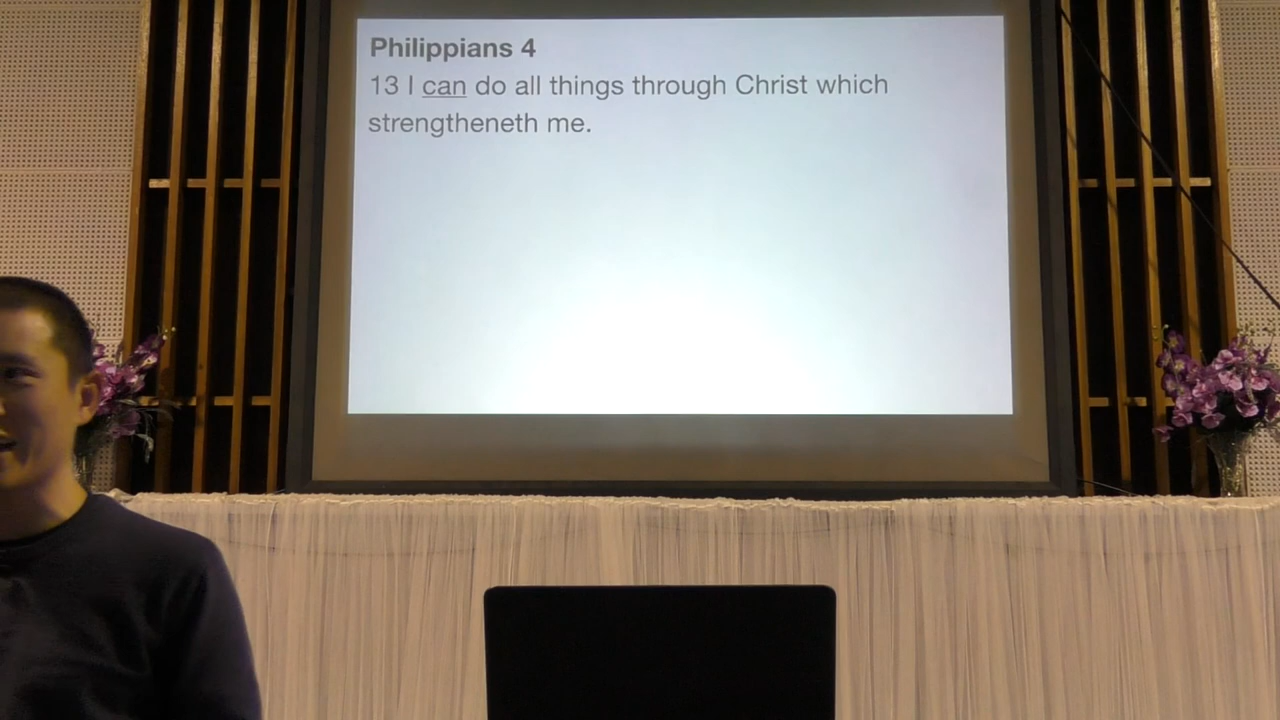 Philippians 4
13 I can do all things through Christ which
strengtheneth me.